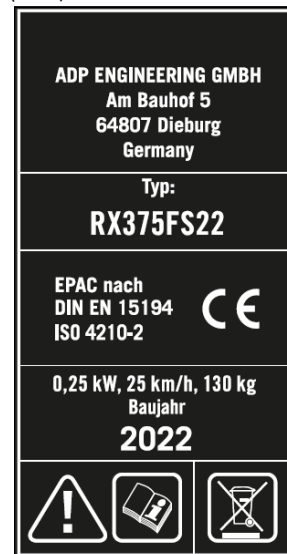 ADP ENGINEERING GMBH
Am Bauhof 5
64807 Dieburg
Germany
Typ:
RX375FS22
EPAC nach
DIN EN 15194
ISO 4210-2
CE
0,25 kW, 25 km/h, 130 kg
Baujahr
2022